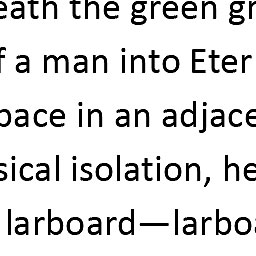 eath the green gr
f a man into Eter
pace in an adjace
sical isolation, he
larboard—larboa